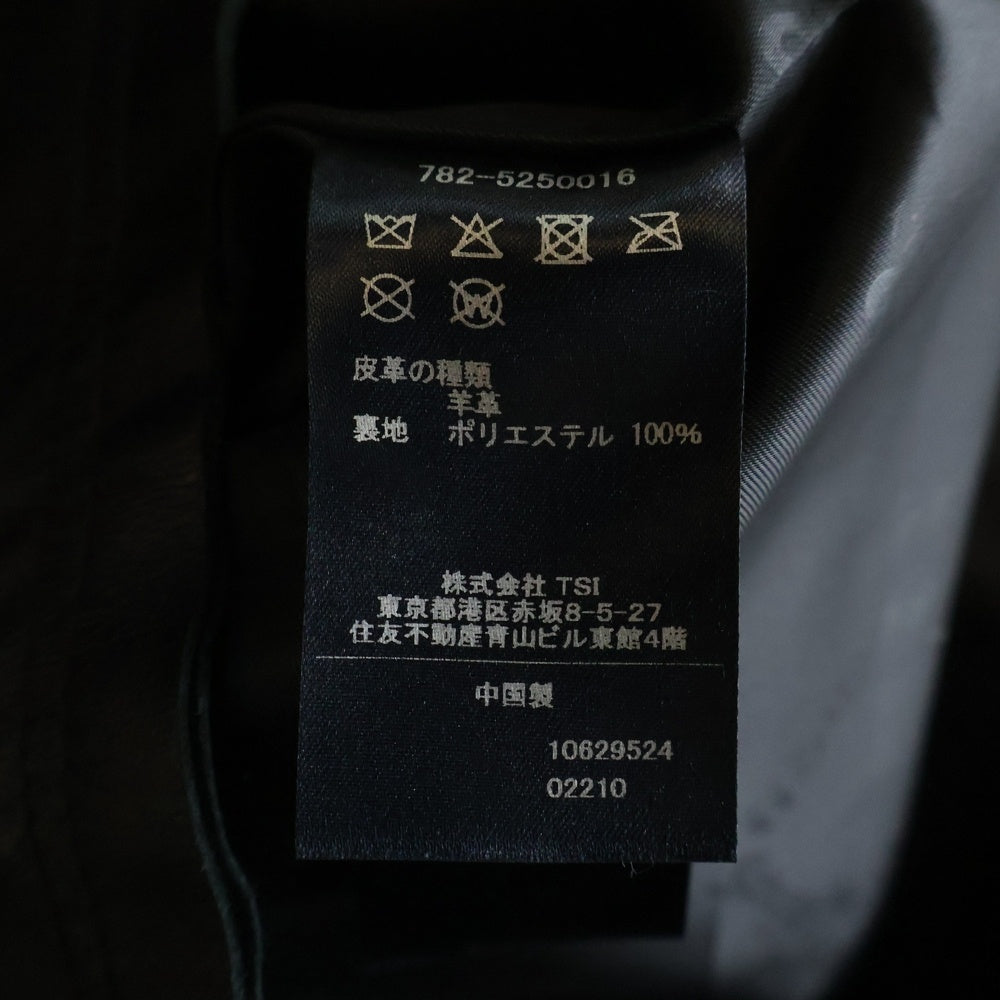 782-5250016
W
皮革の種類
羊革
裏地 ポリエステル 100%
株式会社 TSI
東京都港区赤坂8-5-27
住友不動産青山ビル東館4階
中国製
10629524
02210